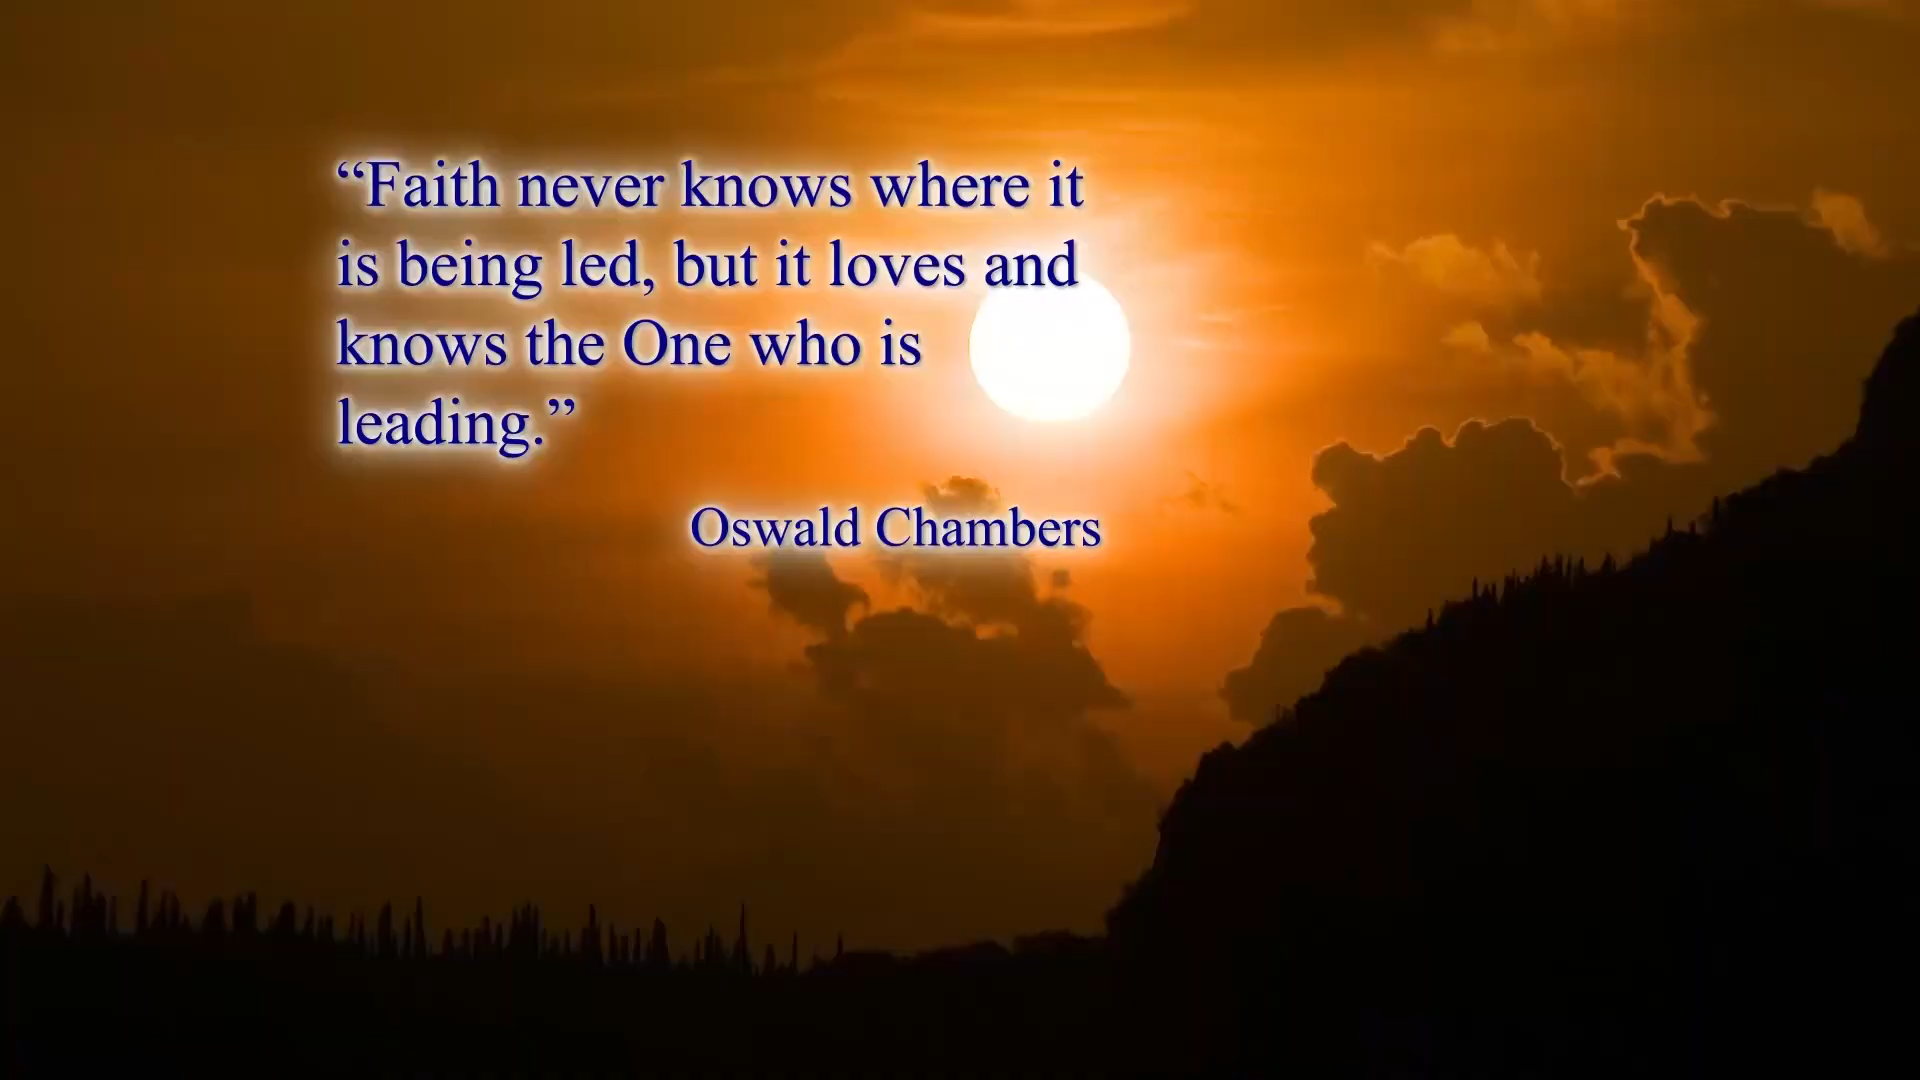 “Faith never knows where it
is being led, but it loves and
knows the One who is
leading.”
Oswald Chambers